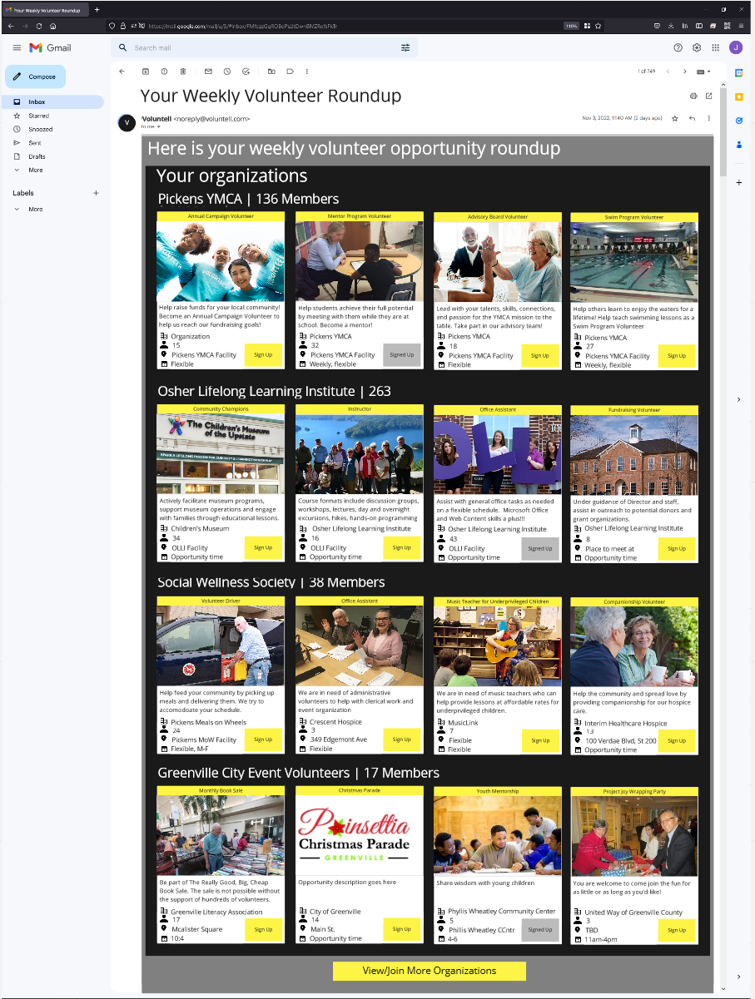 Your Weekly Volunteer Roundup
https://mail.google.com/mail/u/5/#inbox/
110%
Gmail
Search mail
J
Compose
Inbox
Starred
Snoozed
Sent
Drafts
More
Labels
More
1 of 749
Your Weekly Volunteer Roundup
V
Voluntell <noreply@voluntell.com>
Nov 3, 2022, 11:40 AM (2 days ago)
to me
Here is your weekly volunteer opportunity roundup
Your organizations
Pickens YMCA | 136 Members
Annual Campaign Volunteer
VOLUNTEER
Help raise funds for your local community!
Become an Annual Campaign Volunteer to
help us reach our fundraising goals!
Organization
15
Pickens YMCA Facility
Flexible
Sign Up
Mentor Program Volunteer
Help students achieve their full potential
by meeting with them while they are at
school. Become a mentor!
Pickens YMCA
32
Pickens YMCA Facility
Weekly, flexible
Signed Up
Advisory Board Volunteer
Lead with your talents, skills, connections,
and passion for the YMCA mission to the
table. Take part in our advisory team!
Pickens YMCA
18
Pickens YMCA Facility
Flexible
Sign Up
Swim Program Volunteer
Help others learn to enjoy the waters for a
lifetime! Help teach swimming lessons as a
Swim Program Volunteer
Pickens YMCA
27
Pickens YMCA Facility
Weekly, flexible
Sign Up
Osher Lifelong Learning Institute | 263
Community Champions
The Children's Museum
of the Upstate
Actively facilitate museum programs,
support museum operations and engage
with families through educational lessons.
Children's Museum
34
OLLI Facility
Opportunity time
Sign Up
Instructor
Course formats include discussion groups,
workshops, lectures, day and overnight
excursions, hikes, hands-on programming
Osher Lifelong Learning Institute
16
OLLI Facility
Opportunity time
Sign Up
Office Assistant
OLLI
Assist with general office tasks as needed
on a flexible schedule. Microsoft Office
and Web Content skills a plus!!!
Osher Lifelong Learning Institute
43
OLLI Facility
Opportunity time
Signed Up
Fundraising Volunteer
Under guidance of Director and staff,
assist in outreach to potential donors and
grant organizations.
Osher Lifelong Learning Institute
8
Place to meet at
Opportunity time
Sign Up
Social Wellness Society | 38 Members
Volunteer Driver
Help feed your community by picking up
meals and delivering them. We try to
accomodoate your schedule.
Pickens Meals on Wheels
24
Pickems MoW Facility
Flexible, M-F
Sign Up
Office Assistant
We are in need of administrative
volunteers to help with clerical work and
event organization
Crescent Hospice
3
349 Edgemont Ave
Flexible
Sign Up
Music Teacher for Underprivileged Children
We are in need of music teachers who can
help provide lessons at affordable rates for
underpriveliged children.
MusicLink
7
Flexible
Flexible
Sign Up
Companionship Volunteer
Help the community and spread love by
providing companionship for our hospice
care.
Interim Healthcare Hospice
13
100 Verdae Blvd, St 200
Opportunity time
Sign Up
Greenville City Event Volunteers | 17 Members
Monthly Book Sale
Be part of The Really Good, Big, Cheap
Book Sale. The sale is not possible without
the support of hundreds of volunteers.
Greenville Literacy Association
17
Mcalister Square
10:4
Sign Up
Christmas Parade
Poinsettia
Christmas Parade
GREENVILLE
Opportunity description goes here
City of Greenville
14
Main St.
Opportunity time
Sign Up
Youth Mentorship
Share wisdom with young children
Phyllis Wheatley Community Center
5
Phillis Wheatley CCntr
4-6
Signed Up
Project Joy Wrapping Party
You are welcome to come join the fun for
as little or as long as you'd like!
United Way of Greenville County
3
TBD
11am-4pm
Sign Up
View/Join More Organizations